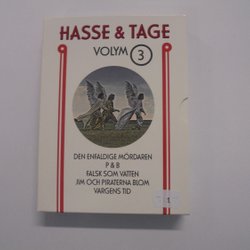 HASSE & TAGE
VOLYM 3
DEN ENFALDIGE MÖRDAREN
P & B
FALSK SOM VATTEN
JIM OCH PIRATERNA BLOM
VARGENS TID